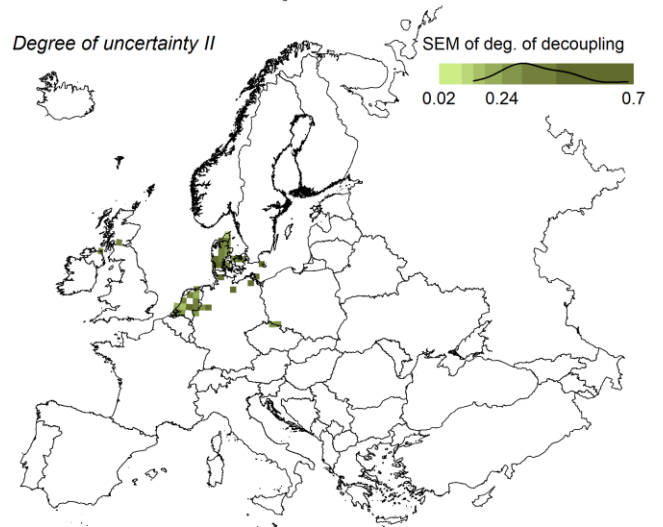 Degree of uncertainty II
SEM of deg. of decoupling
0.02 0.24 0.7